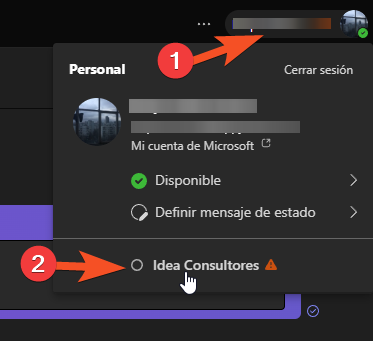 1
Personal
Cerrar sesión
Mi cuenta de Microsoft
Disponible
Definir mensaje de estado
2
Idea Consultores